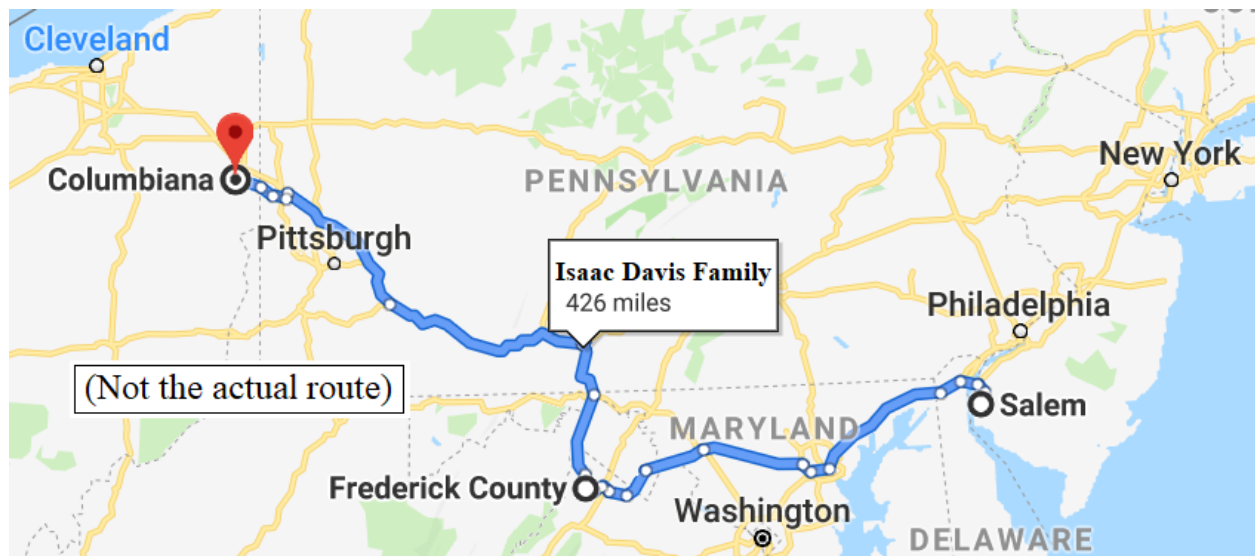 Cleveland
Columbiana
PENNSYLVANIA
New York
Pittsburgh
Isaac Davis Family
426 miles
Philadelphia
(Not the actual route)
Salem
MARYLAND
Frederick County
Washington
DELAWARE